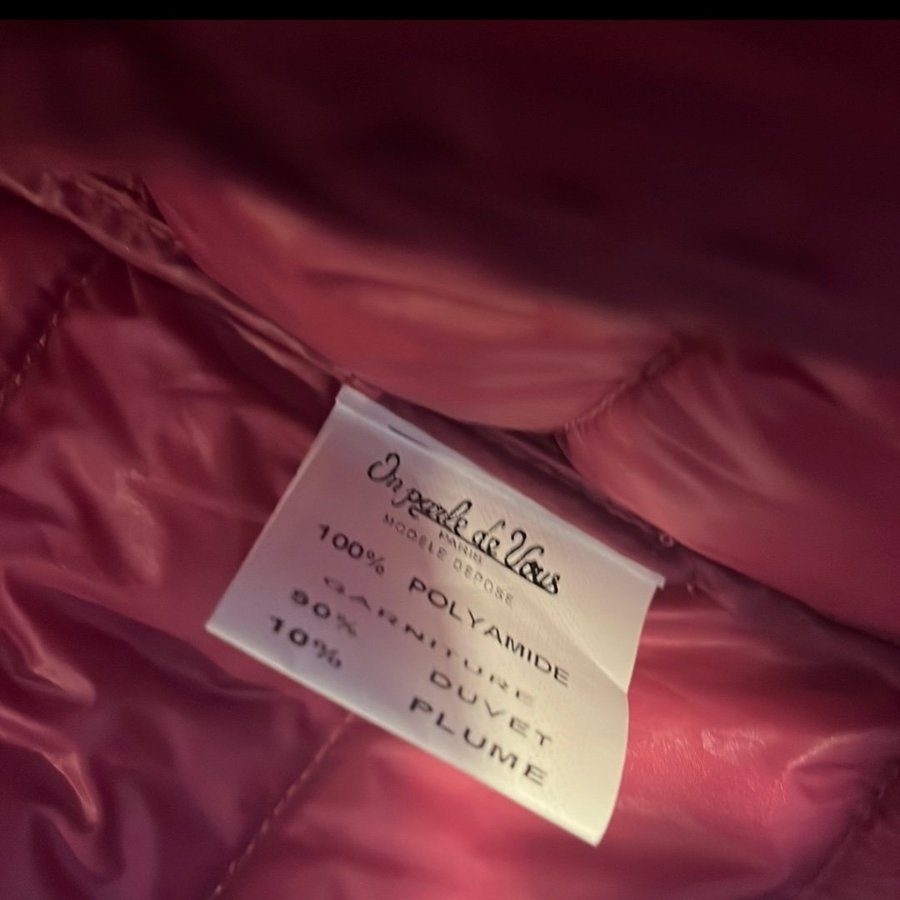 On parle de Vous
PARIS
MODELE DEPOSE
100% POLYAMIDE
GARNITURE
90% DUVET
10% PLUME